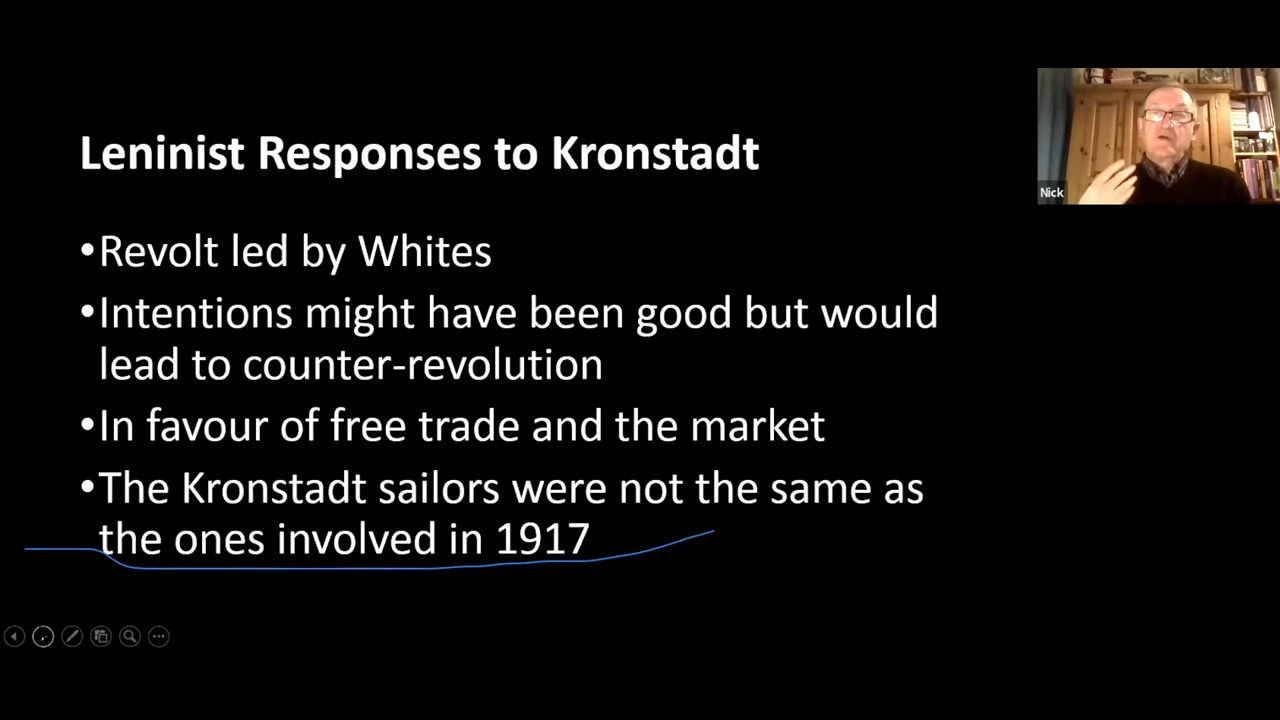 Leninist Responses to Kronstadt
Nick
•Revolt led by Whites
•Intentions might have been good but would
lead to counter-revolution
•In favour of free trade and the market
•The Kronstadt sailors were not the same as
the ones involved in 1917